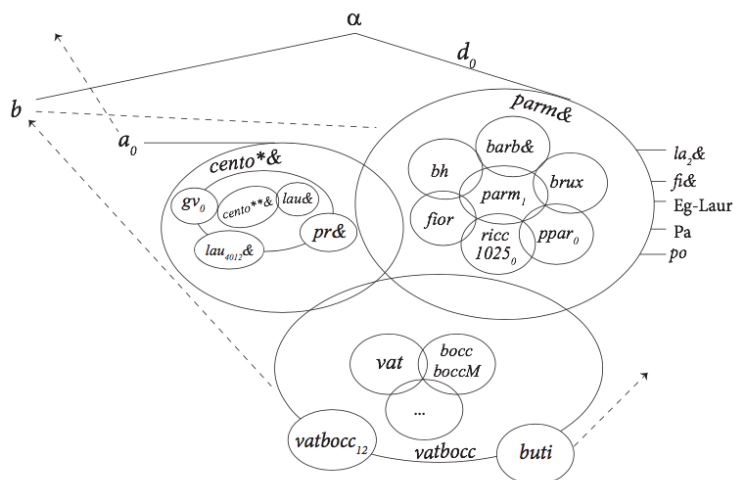 α
d₀
b
parm&
a₀
barb&
la₂&
cento*&
bh
brux
fi&
gv₀
cento**&
lau&
parm₁
Eg-Laur
fior
ppar₀
pr&
ricc
1025₀
Pa
lau₄₀₁₂&
po
vat
bocc
boccM
...
vatbocc₁₂
vatbocc
buti